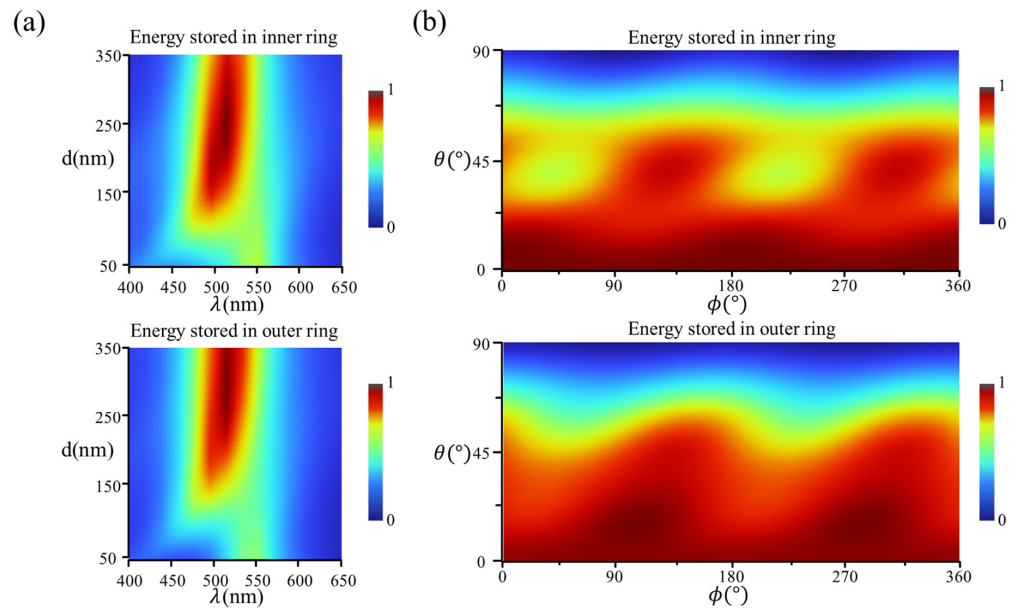 (a)
Energy stored in inner ring
350
250
d(nm)
150
50
400 450 500 550 600 650
λ(nm)
1
0
Energy stored in outer ring
350
250
d(nm)
150
50
400 450 500 550 600 650
λ(nm)
1
0
(b)
Energy stored in inner ring
90
θ(°)45
0
0 90 180 270 360
ϕ(°)
1
0
Energy stored in outer ring
90
θ(°)45
0
0 90 180 270 360
ϕ(°)
1
0